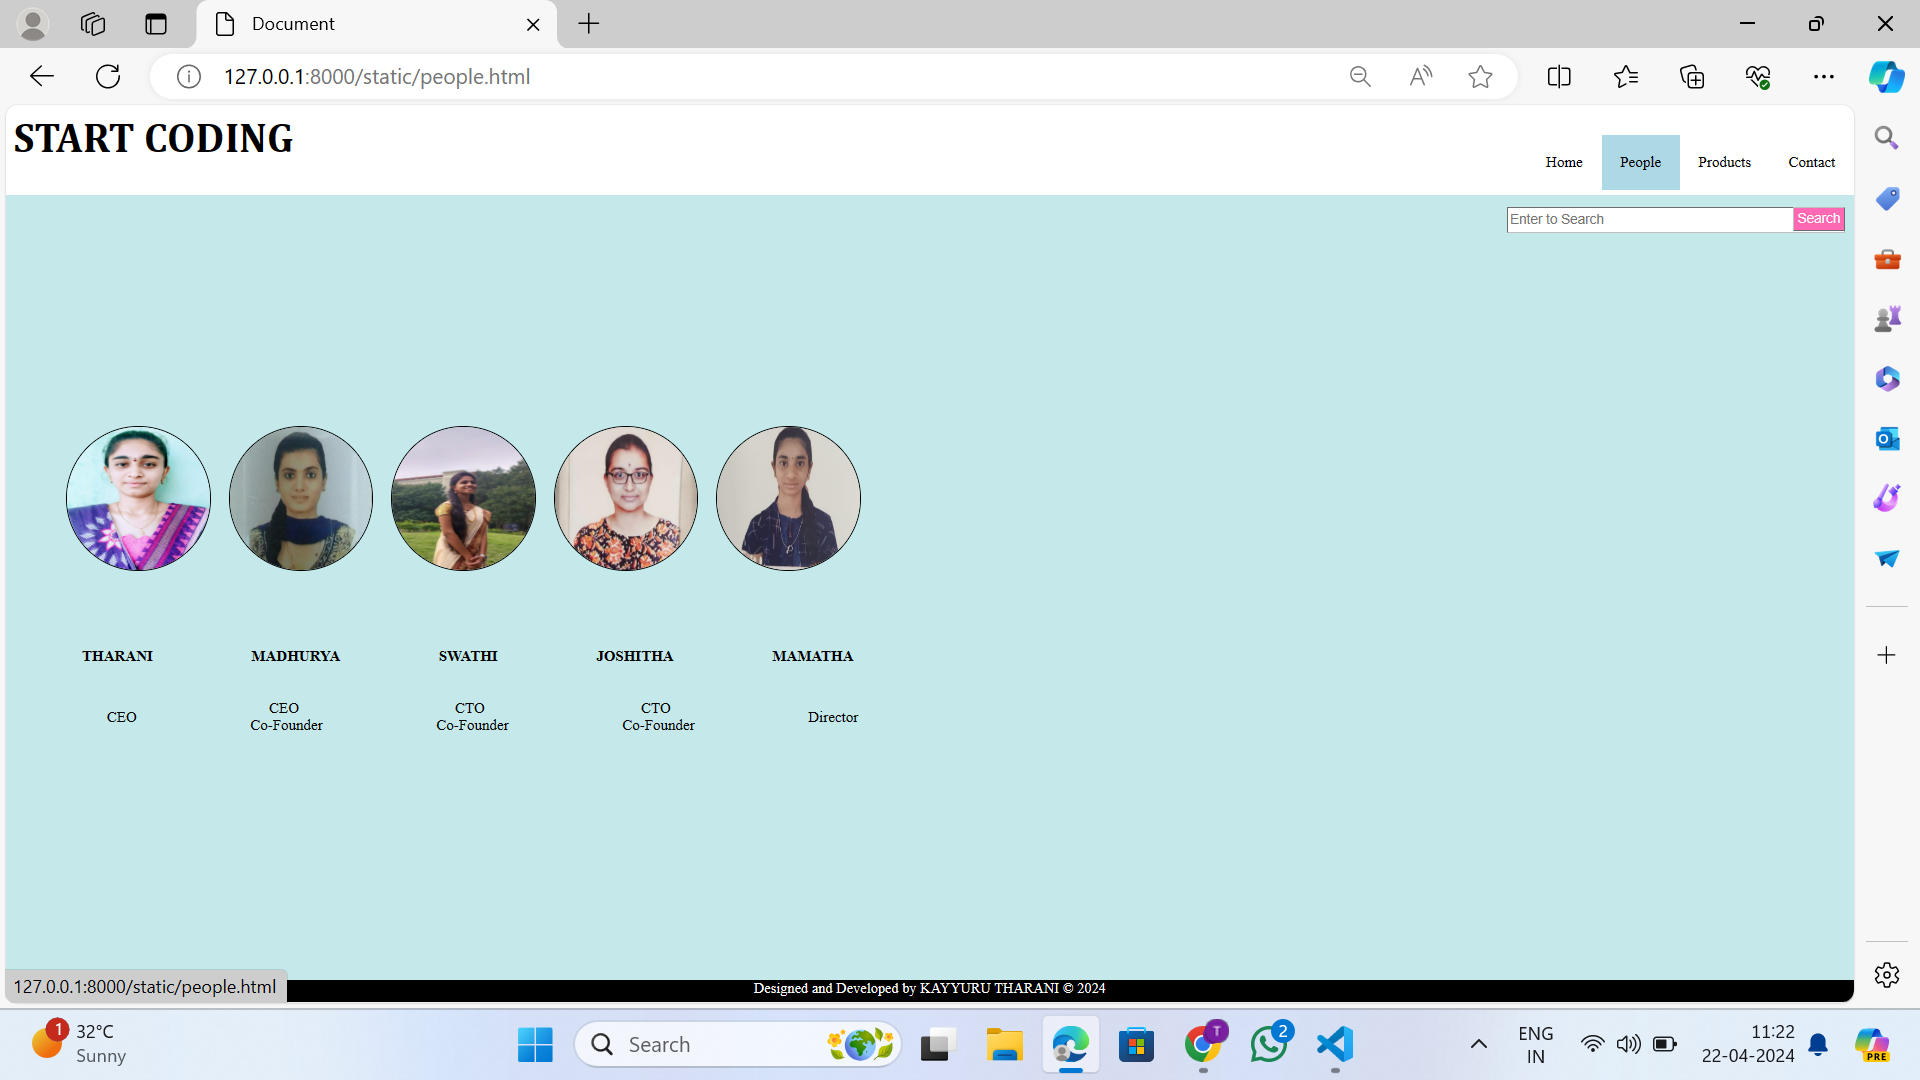 Document
127.0.0.1:8000/static/people.html
START CODING
Home People Products Contact
Enter to Search Search
THARANI MADHURYA SWATHI JOSHITHA MAMATHA
CEO CEO CTO CTO Director
Co-Founder Co-Founder Co-Founder
127.0.0.1:8000/static/people.html
Designed and Developed by KAYYURU THARANI © 2024
1 32°C
Sunny
Search
T
2
ENG
IN
11:22
22-04-2024
PRE